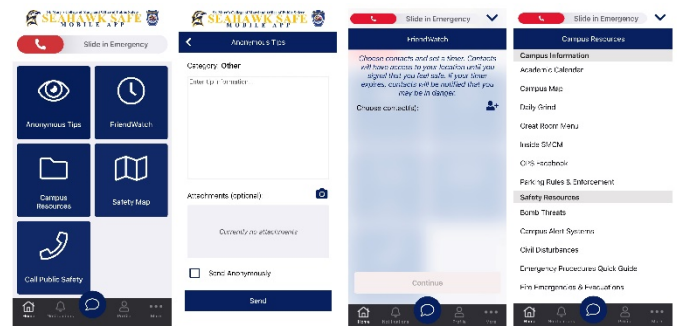 SEAHAWK SAFE
MOBILE APP
Slide in Emergency
Anonymous Tips
FriendWatch
Campus
Resources
Safety Map
Call Public Safety
SEAHAWK SAFE
MOBILE APP
Anonymous Tips
Category: Other
Enter tip information
Attachments (optional):
Currently no attachments
Send Anonymously
Send
Slide in Emergency
FriendWatch
Choose contacts and set a timer. Contacts
will have access to your location until you
signal that you feel safe. If your timer
expires, contacts will be notified that you
may be in danger.
Choose contact(s):
Continue
Home
Slide in Emergency
Campus Resources
Campus Information
Academic Calendar
Campus Map
Daily Grind
Great Room Menu
Inside SMCM
OPS Facebook
Parking Rules & Enforcement
Safety Resources
Bomb Threats
Campus Alert Systems
Civil Disturbances
Emergency Procedures Quick Guide
Fire Emergencies & Evacuations